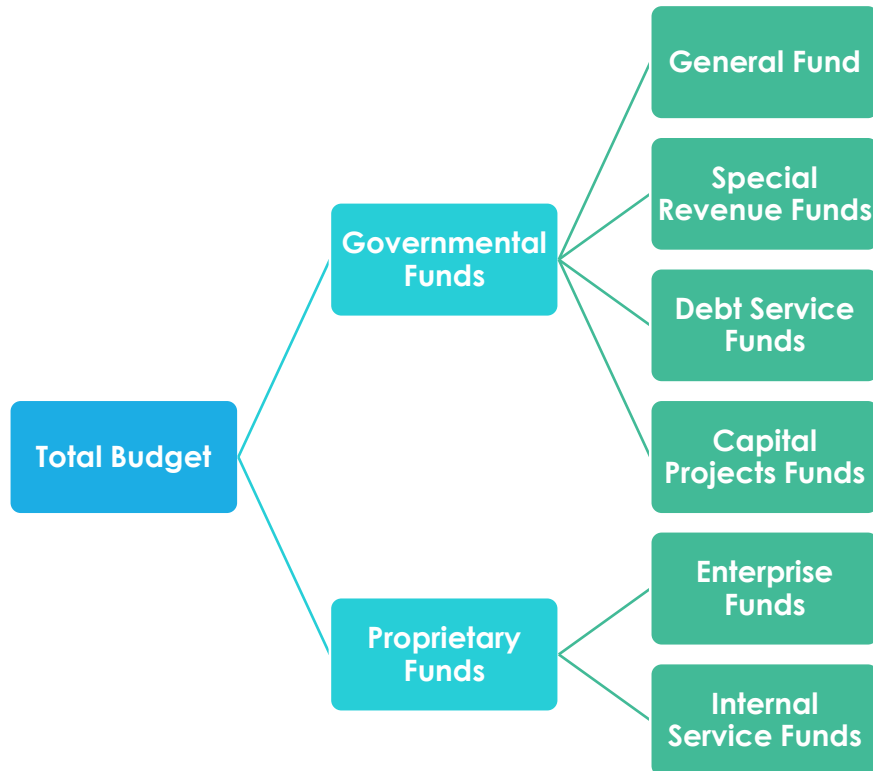 General Fund
Special
Revenue Funds
Governmental
Funds
Debt Service
Funds
Total Budget
Capital
Projects Funds
Enterprise
Funds
Proprietary
Funds
Internal
Service Funds